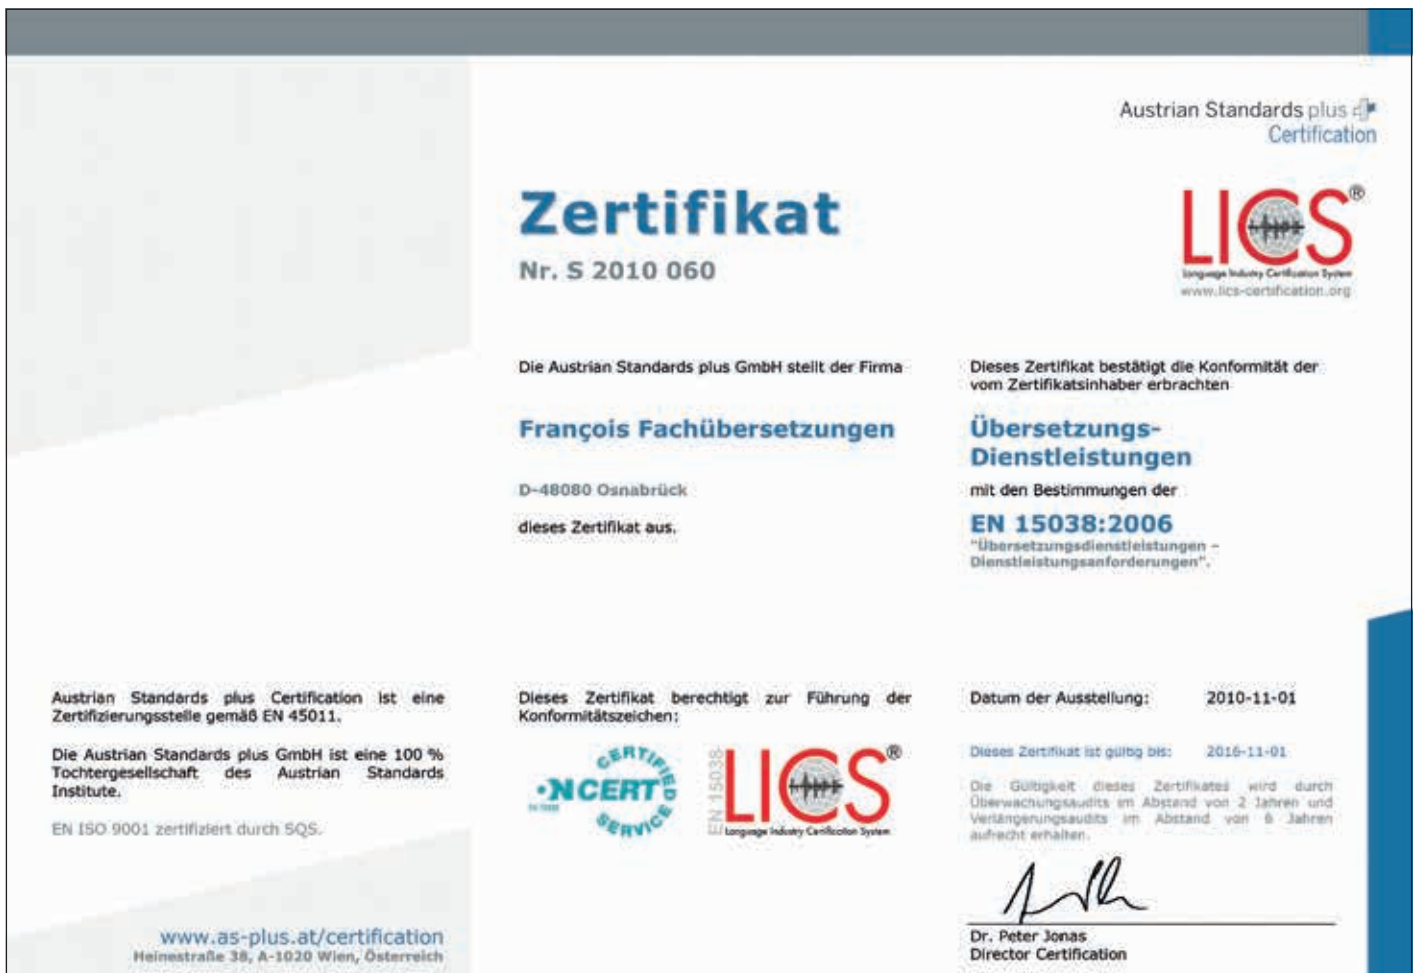 Austrian Standards plus
Certification
Zertifikat
Nr. S 2010 060
LICS®
Language Industry Certification System
www.lics-certification.org
Die Austrian Standards plus GmbH stellt der Firma
François Fachübersetzungen
D-48080 Osnabrück
dieses Zertifikat aus.
Dieses Zertifikat bestätigt die Konformität der
vom Zertifikatsinhaber erbrachten
Übersetzungs-
Dienstleistungen
mit den Bestimmungen der
EN 15038:2006
"Übersetzungsdienstleistungen –
Dienstleistungsanforderungen".
Austrian Standards plus Certification ist eine
Zertifizierungsstelle gemäß EN 45011.
Die Austrian Standards plus GmbH ist eine 100 %
Tochtergesellschaft des Austrian Standards
Institute.
EN ISO 9001 zertifiziert durch SQS.
www.as-plus.at/certification
Heinestraße 38, A-1020 Wien, Österreich
Dieses Zertifikat berechtigt zur Führung der
Konformitätszeichen:
CERTIFIED
NCERT
SERVICE
EN 15038
LICS®
Language Industry Certification System
Datum der Ausstellung: 2010-11-01
Dieses Zertifikat ist gültig bis: 2016-11-01
Die Gültigkeit dieses Zertifikates wird durch
Überwachungsaudits im Abstand von 2 Jahren und
Verlängerungsaudits im Abstand von 6 Jahren
aufrecht erhalten.
Dr. Peter Jonas
Director Certification